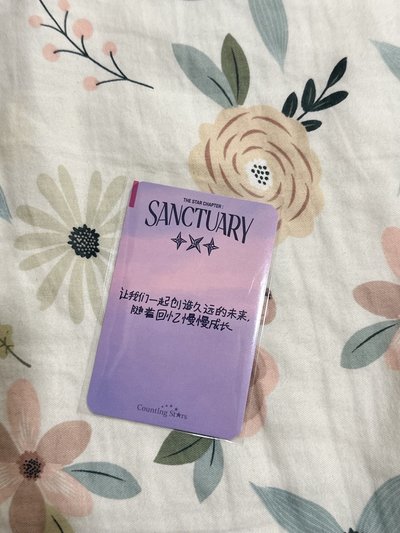 THE STAR CHAPTER :
SANCTUARY
让我们一起创造久远的未来,
随着回忆慢慢成长
Counting Stars